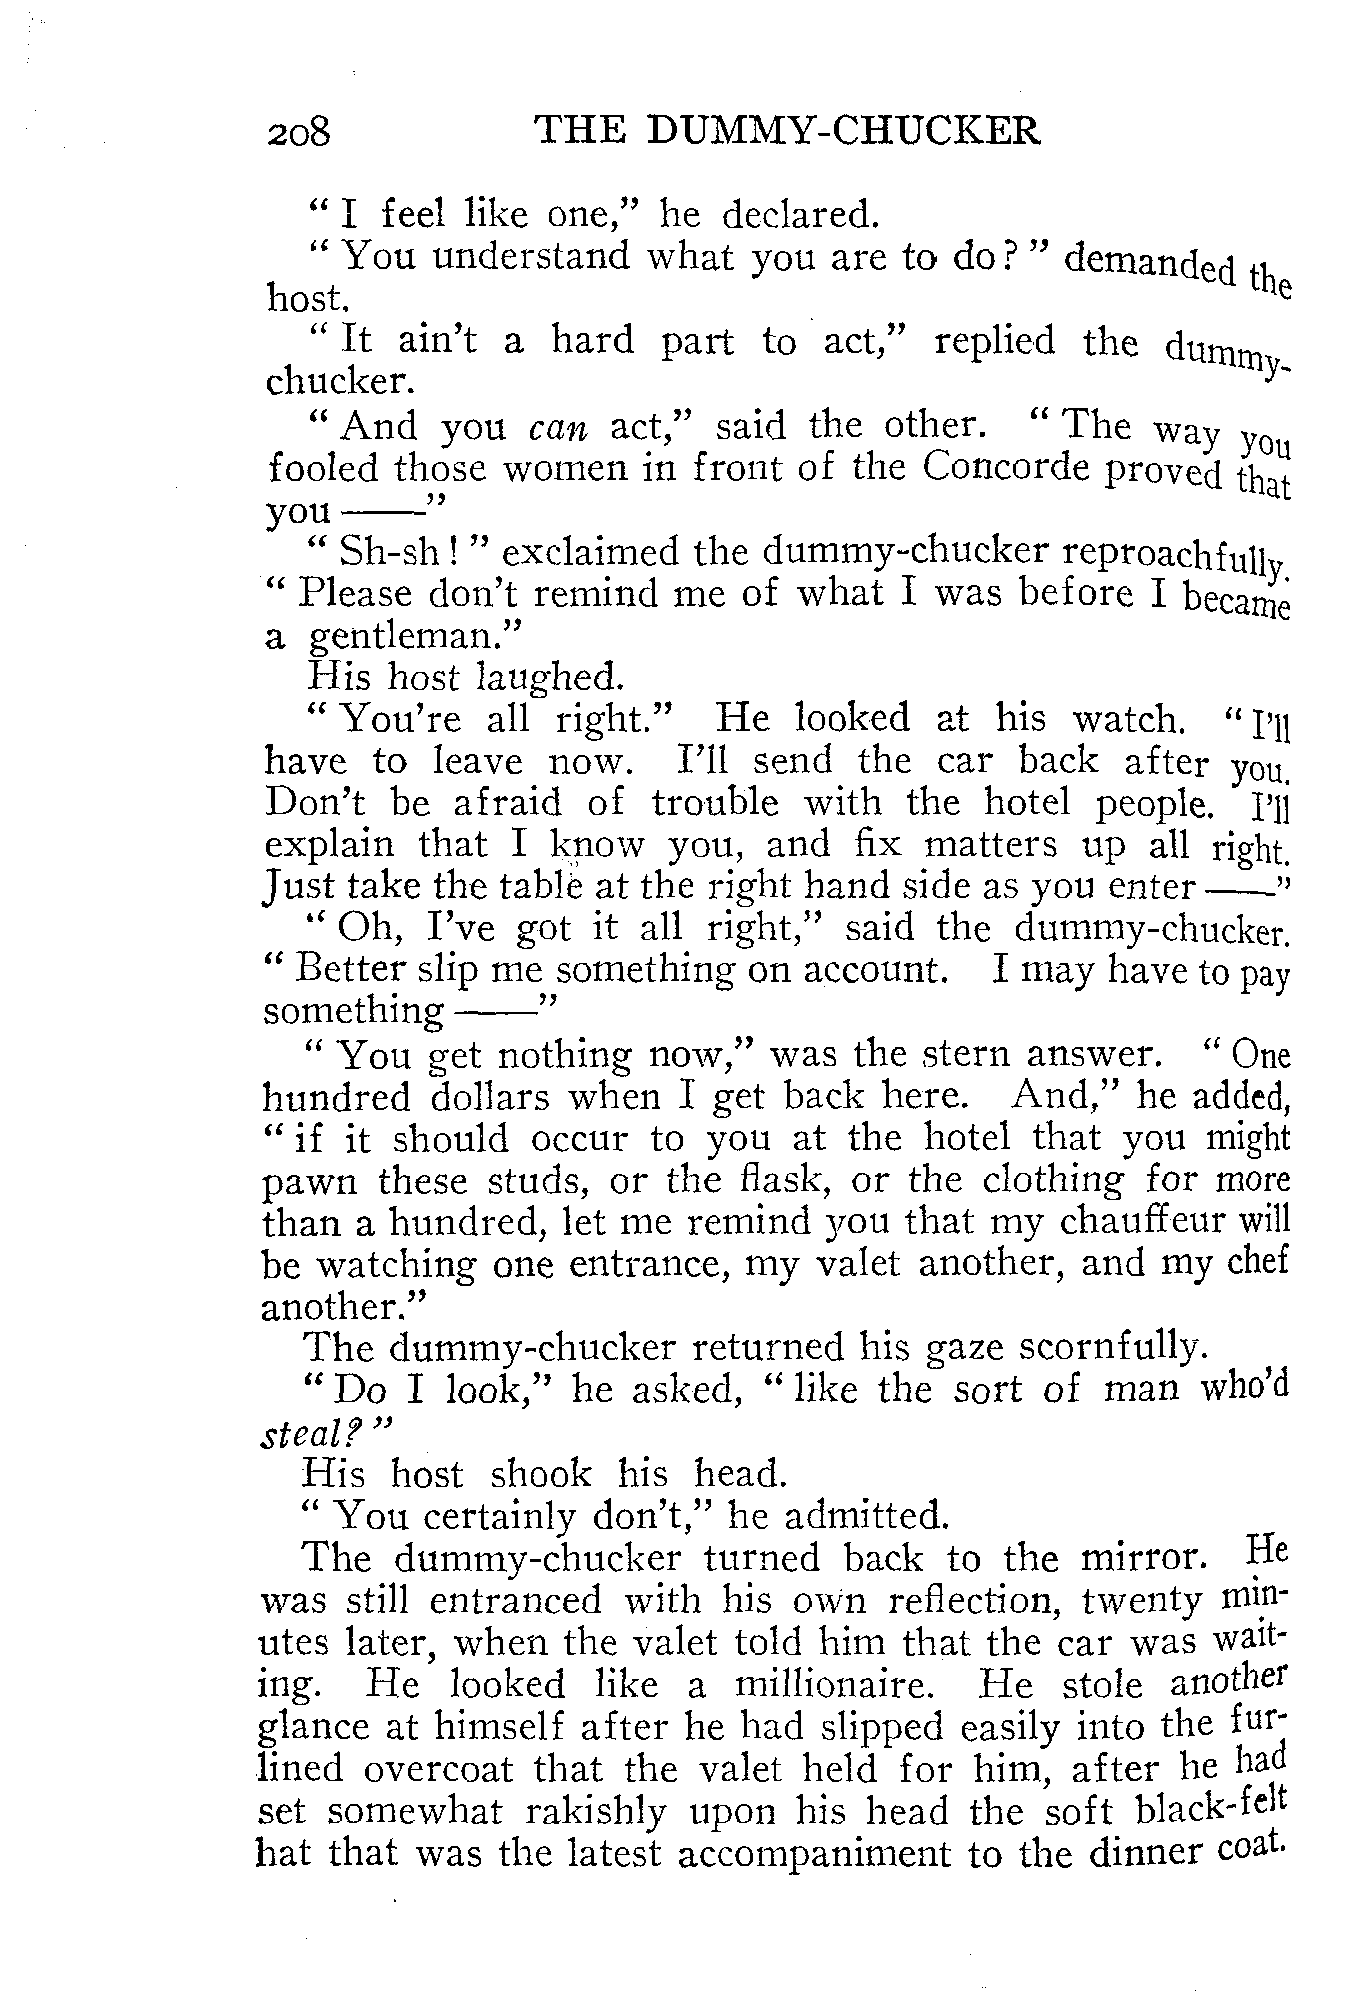 208 THE DUMMY-CHUCKER
“ I feel like one,” he declared.
“ You understand what you are to do? ” demanded the
host.
“ It ain't a hard part to act,” replied the dummy-
chucker.
“ And you can act,” said the other. “ The way you
fooled those women in front of the Concorde proved that
you ——”
“ Sh-sh! ” exclaimed the dummy-chucker reproachfully.
“ Please don't remind me of what I was before I became
a gentleman.”
His host laughed.
“ You're all right.” He looked at his watch. “ I'll
have to leave now. I'll send the car back after you.
Don't be afraid of trouble with the hotel people. I'll
explain that I know you, and fix matters up all right.
Just take the table at the right hand side as you enter ——”
“ Oh, I've got it all right,” said the dummy-chucker.
“ Better slip me something on account. I may have to pay
something ——”
“ You get nothing now,” was the stern answer. “ One
hundred dollars when I get back here. And,” he added,
“ if it should occur to you at the hotel that you might
pawn these studs, or the flask, or the clothing for more
than a hundred, let me remind you that my chauffeur will
be watching one entrance, my valet another, and my chef
another.”
The dummy-chucker returned his gaze scornfully.
“ Do I look,” he asked, “ like the sort of man who'd
steal? ”
His host shook his head.
“ You certainly don't,” he admitted.
The dummy-chucker turned back to the mirror. He
was still entranced with his own reflection, twenty min-
utes later, when the valet told him that the car was wait-
ing. He looked like a millionaire. He stole another
glance at himself after he had slipped easily into the fur-
lined overcoat that the valet held for him, after he had
set somewhat rakishly upon his head the soft black-felt
hat that was the latest accompaniment to the dinner coat.